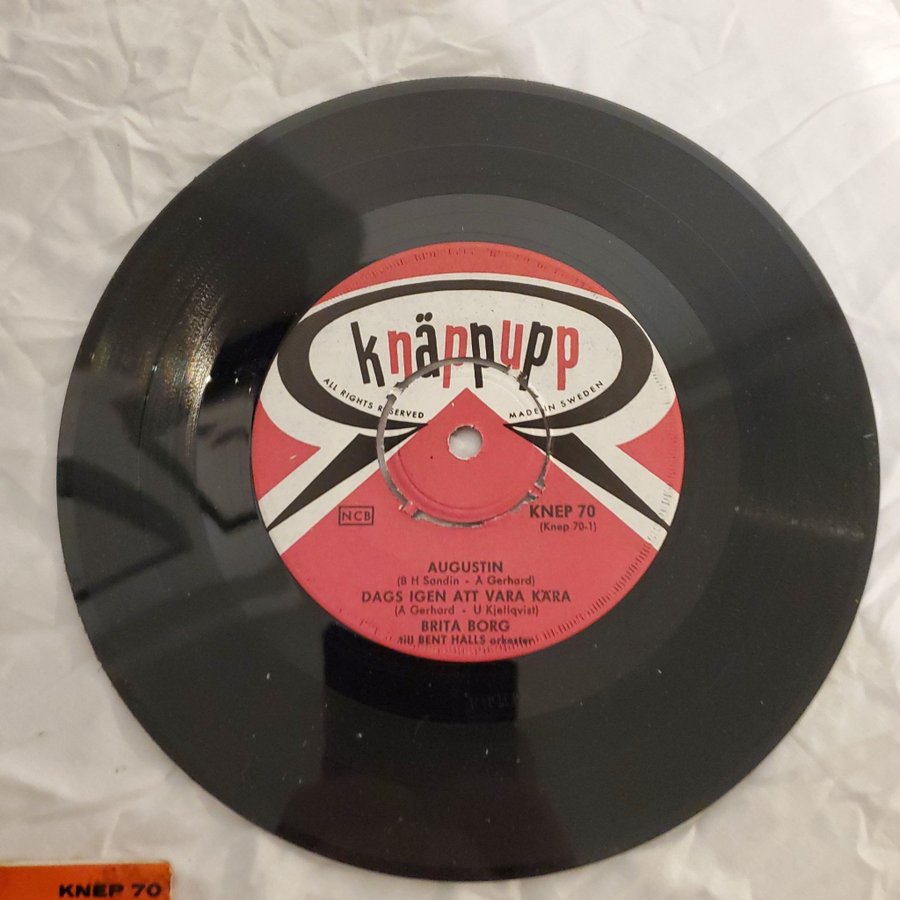 knäppupp
ALL RIGHTS RESERVED
MADE IN SWEDEN
NCB
KNEP 70
(Knep 70-1)
AUGUSTIN
(B H Sandin - Å Gerhard)
DAGS IGEN ATT VARA KÄRA
(Å Gerhard - U Kjellqvist)
BRITA BORG
till BENT HALLS orkester
KNEP 70